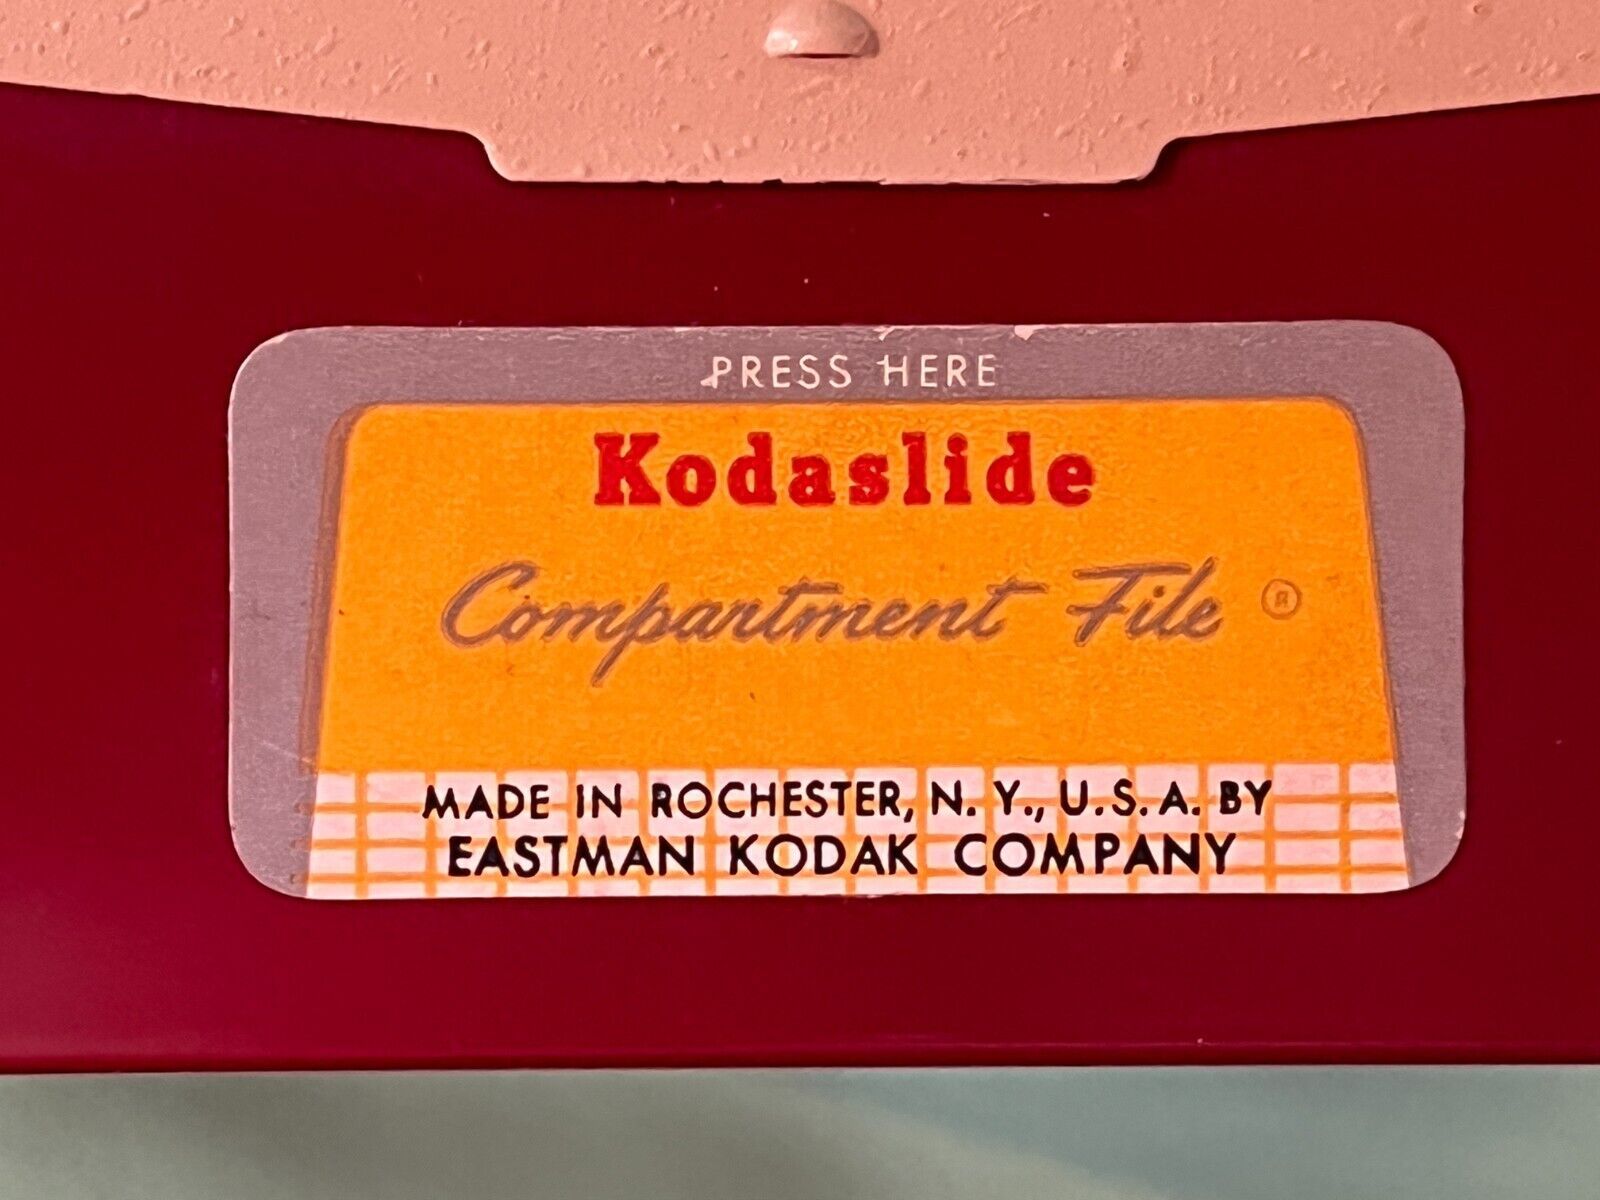 PRESS HERE
Kodaslide
Compartment File ®
MADE IN ROCHESTER, N. Y., U.S.A. BY
EASTMAN KODAK COMPANY